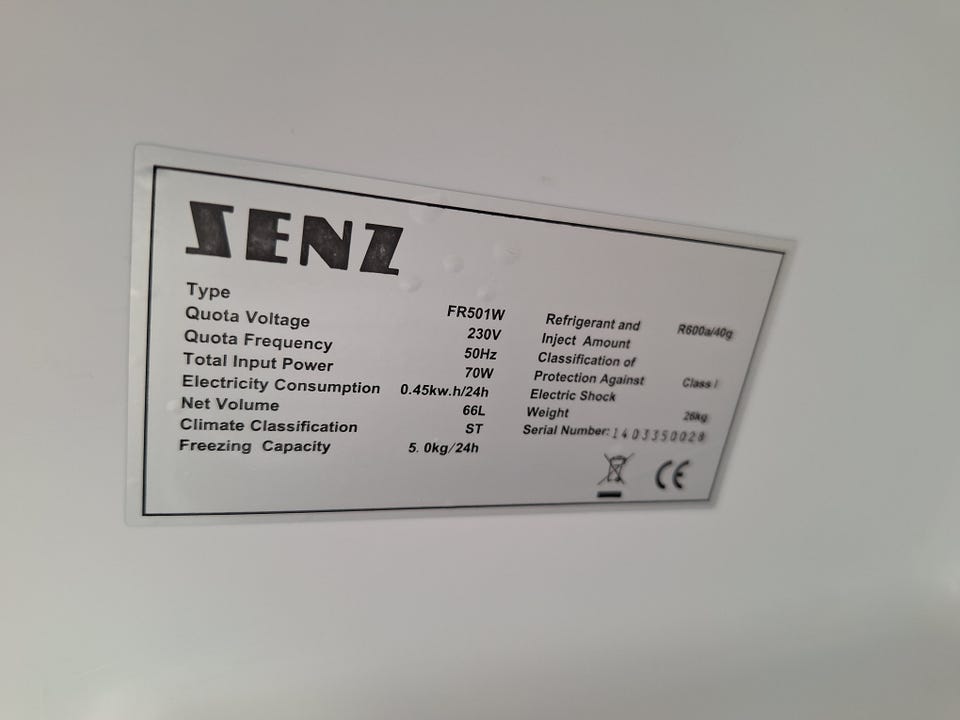 SENZ
Type FR501W
Quota Voltage 230V
Quota Frequency 50Hz
Total Input Power 70W
Electricity Consumption 0.45kw.h/24h
Net Volume 66L
Climate Classification ST
Freezing Capacity 5.0kg/24h
Refrigerant and R600a/40g
Inject Amount
Classification of
Protection Against Class I
Electric Shock
Weight 26kg
Serial Number: 1403350028
CE